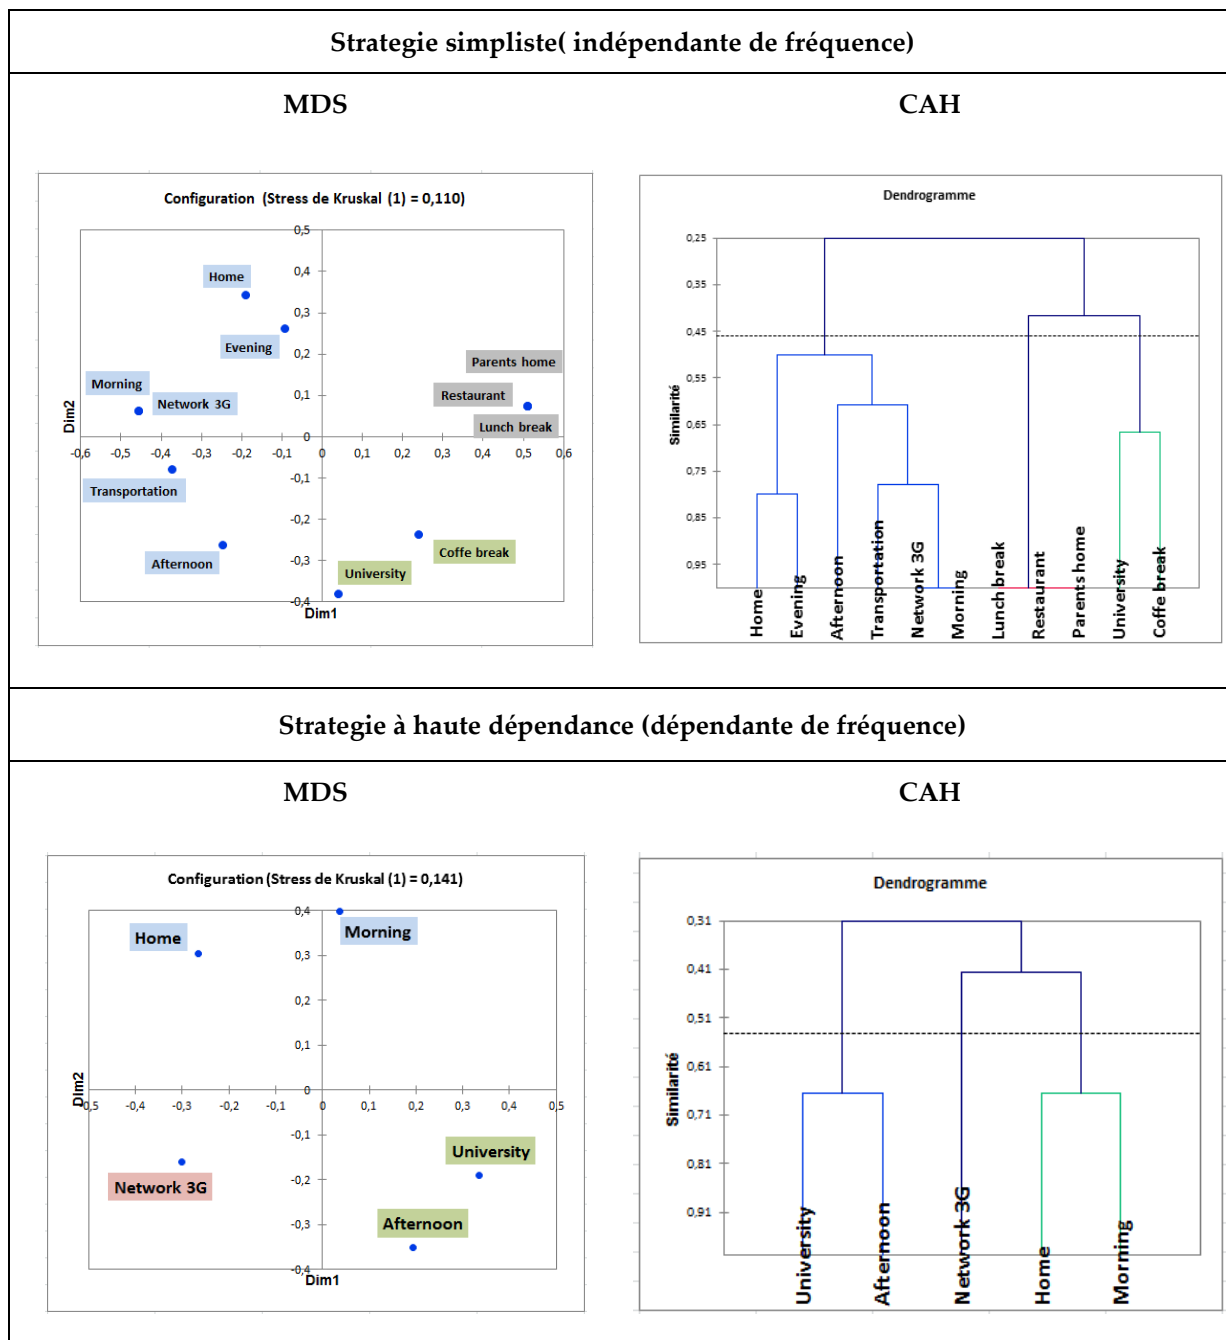 Strategie simpliste( indépendante de fréquence)
MDS
CAH
Configuration (Stress de Kruskal (1) = 0,110)
0,5
0,4
0,3
0,2
0,1
0
-0,1
-0,2
-0,3
-0,4
-0,6 -0,5 -0,4 -0,3 -0,2 -0,1 0 0,1 0,2 0,3 0,4 0,5 0,6
Dim2
Dim1
Home
Evening
Morning
Network 3G
Transportation
Afternoon
Parents home
Restaurant
Lunch break
Coffe break
University
Dendrogramme
Similarité
0,25
0,35
0,45
0,55
0,65
0,75
0,85
0,95
Home
Evening
Afternoon
Transportation
Network 3G
Morning
Lunch break
Restaurant
Parents home
University
Coffe break
Strategie à haute dépendance (dépendante de fréquence)
MDS
CAH
Configuration (Stress de Kruskal (1) = 0,141)
0,4
0,3
0,2
0,1
0
-0,1
-0,2
-0,3
-0,4
-0,5 -0,4 -0,3 -0,2 -0,1 0 0,1 0,2 0,3 0,4 0,5
Dim2
Dim1
Home
Morning
University
Network 3G
Afternoon
Dendrogramme
Similarité
0,31
0,41
0,51
0,61
0,71
0,81
0,91
University
Afternoon
Network 3G
Home
Morning